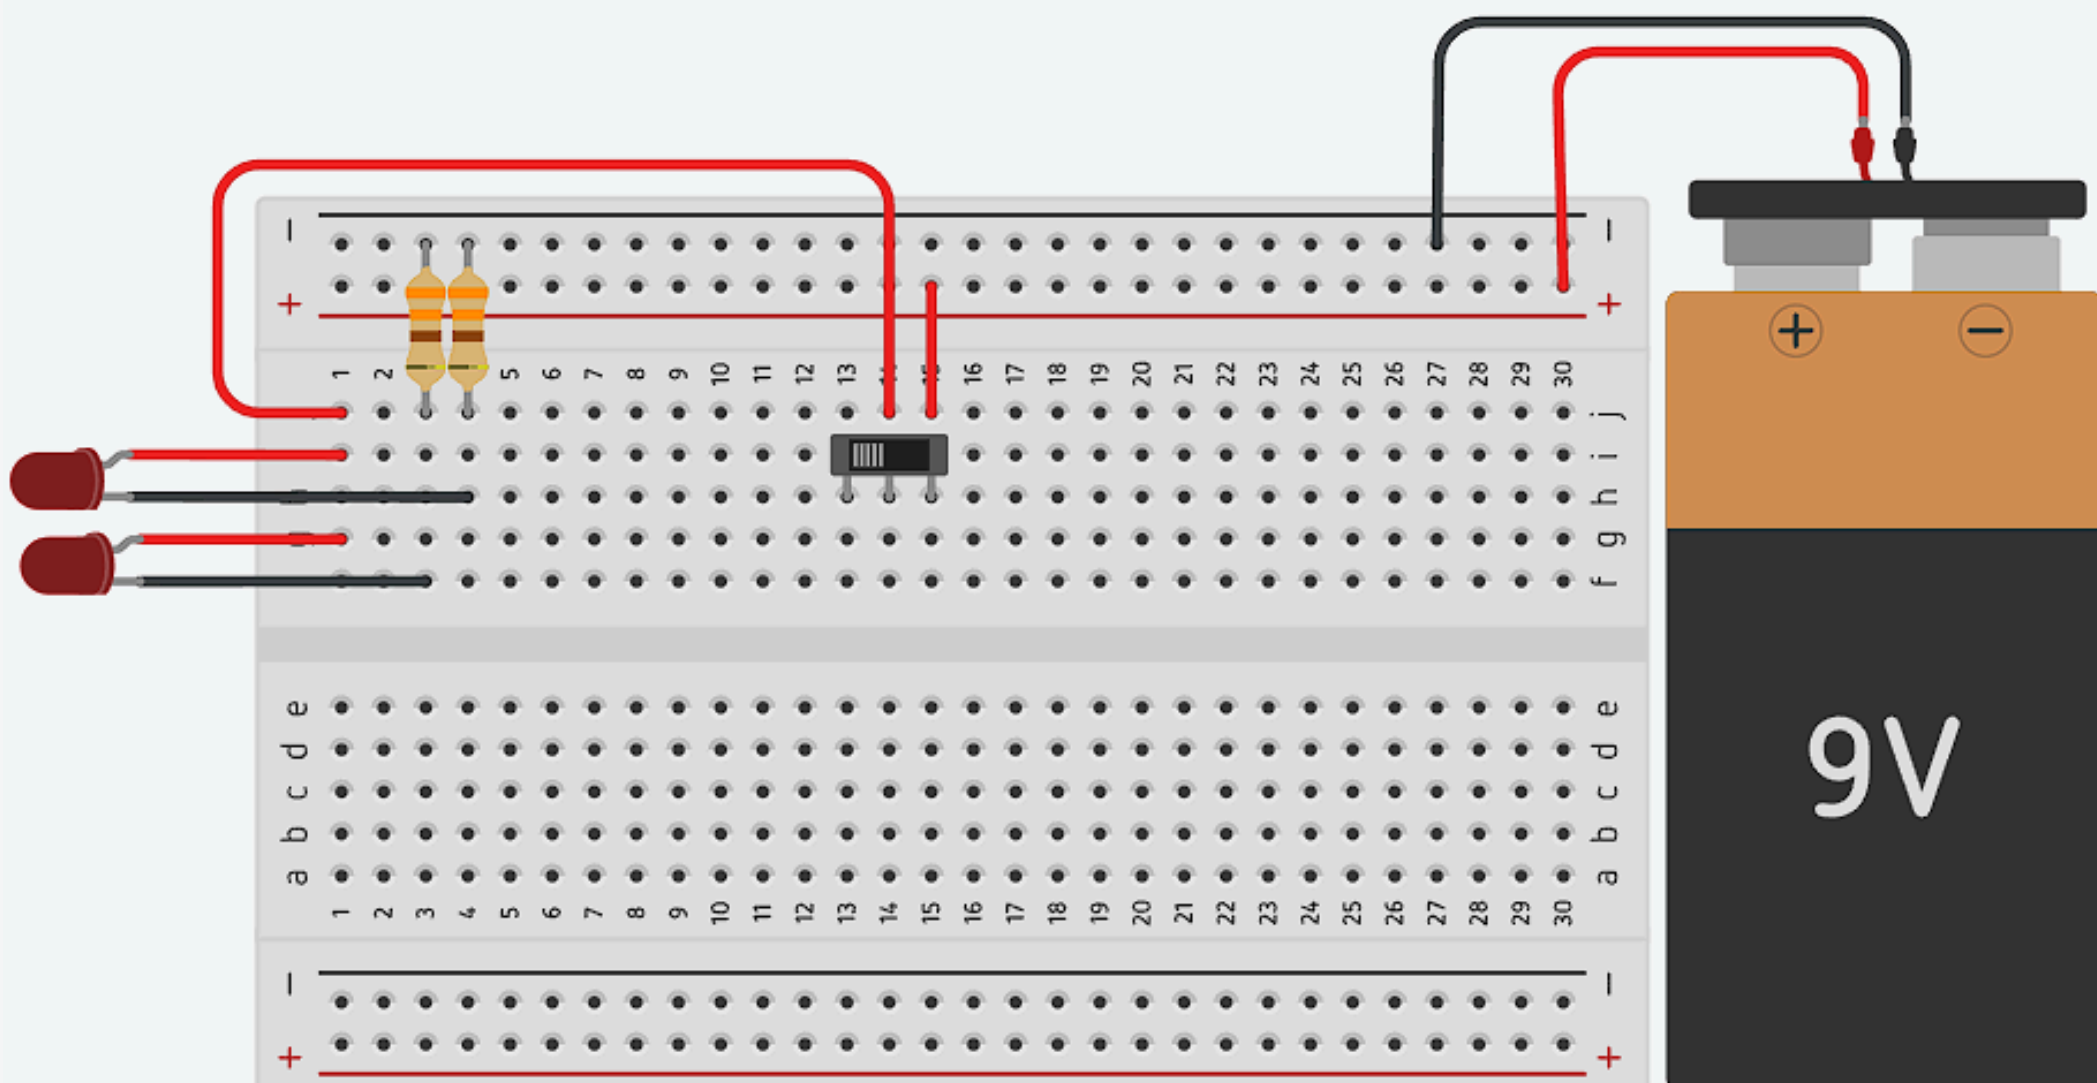 − −
+ +
+ −
1 2 5 6 7 8 9 10 11 12 13 14 15 16 17 18 19 20 21 22 23 24 25 26 27 28 29 30
j
i
h h
g g
f
e e
d d
9V
c c
b b
a a
1 2 3 4 5 6 7 8 9 10 11 12 13 14 15 16 17 18 19 20 21 22 23 24 25 26 27 28 29 30
− −
+ +